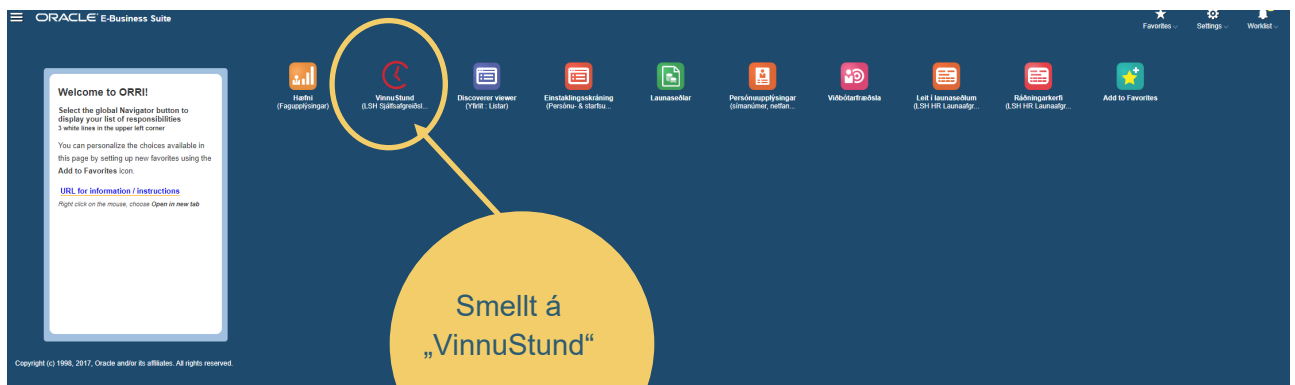 ORACLE E-Business Suite
Favorites
Settings
Worklist
Welcome to ORRI!
Select the global Navigator button to
display your list of responsibilities
3 white lines in the upper left corner
You can personalize the choices available in
this page by setting up new favorites using the
Add to Favorites icon.
URL for information / instructions
Right click on the mouse, choose Open in new tab
Hæfni
(Fagupplýsingar)
VinnuStund
(LSH Sjálfsafgreiðsl...
Discoverer viewer
(Yfirlit : Listar)
Einstaklingsskráning
(Persónu- & starfsu...
Launaseðlar
Persónuupplýsingar
(símanúmer, netfan...
Viðbótarfræðsla
Leit í launaseðlum
(LSH HR Launaafgr...
Ráðningarkerfi
(LSH HR Launaafgr...
Add to Favorites
Smellt á
„VinnuStund“
Copyright (c) 1998, 2017, Oracle and/or its affiliates. All rights reserved.